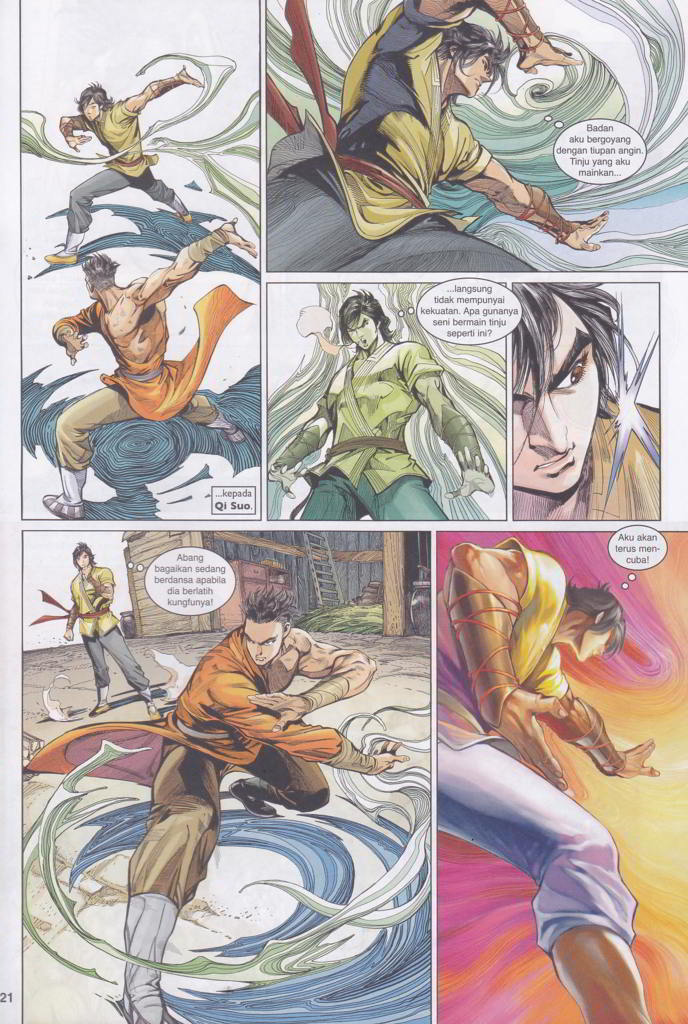 ...kepada
Qi Suo.
Badan
aku bergoyang
dengan tiupan angin.
Tinju yang aku
mainkan...
...langsung
tidak mempunyai
kekuatan. Apa gunanya
seni bermain tinju
seperti ini?
Abang
bagaikan sedang
berdansa apabila
dia berlatih
kungfunya!
Aku akan
terus men-
cuba!
21